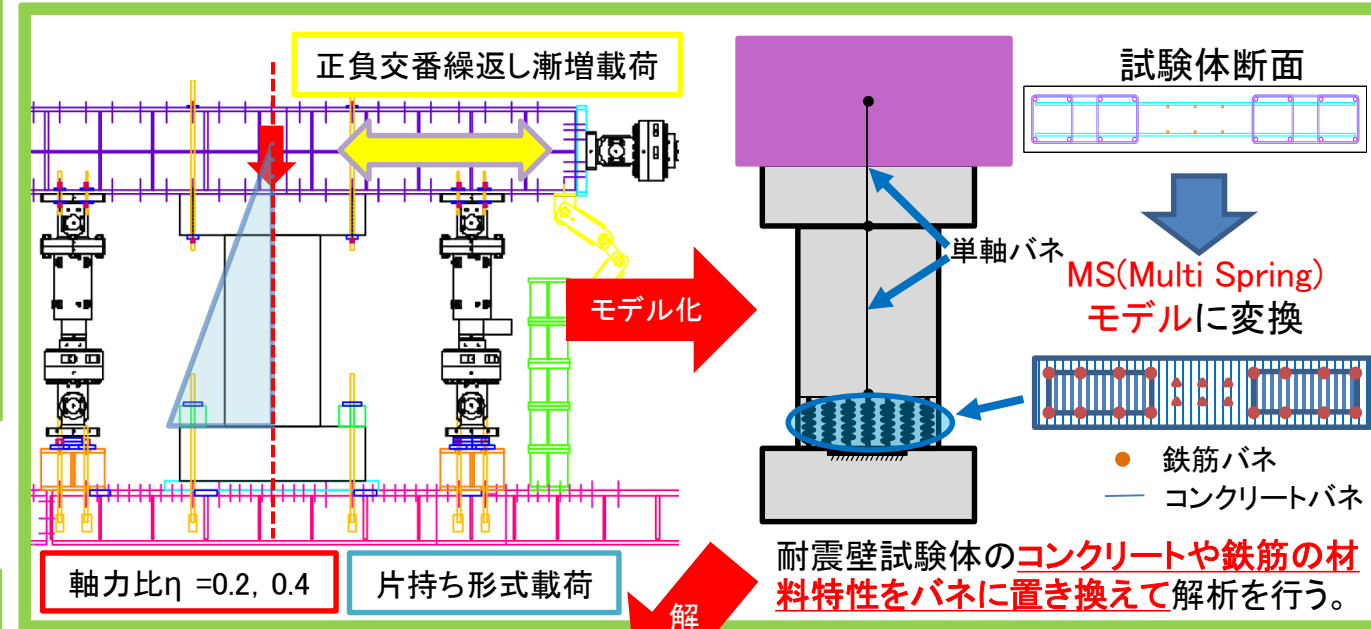 正負交番繰返し漸増載荷
試験体断面
単軸バネ
MS(Multi Spring)
モデルに変換
モデル化
鉄筋バネ
コンクリートバネ
軸力比η =0.2, 0.4
片持ち形式載荷
耐震壁試験体のコンクリートや鉄筋の材
料特性をバネに置き換えて解析を行う。
解